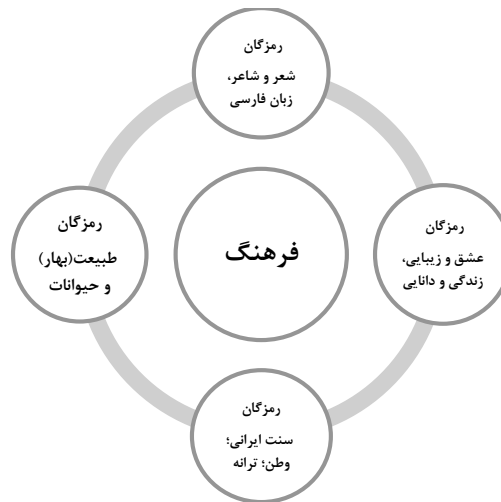 رمزگان
شعر و شاعر،
زبان فارسی
رمزگان
عشق و زیبایی،
زندگی و دانایی
فرهنگ
رمزگان
طبیعت(بهار)
و حیوانات
رمزگان
سنت ایرانی؛
وطن؛ ترانه